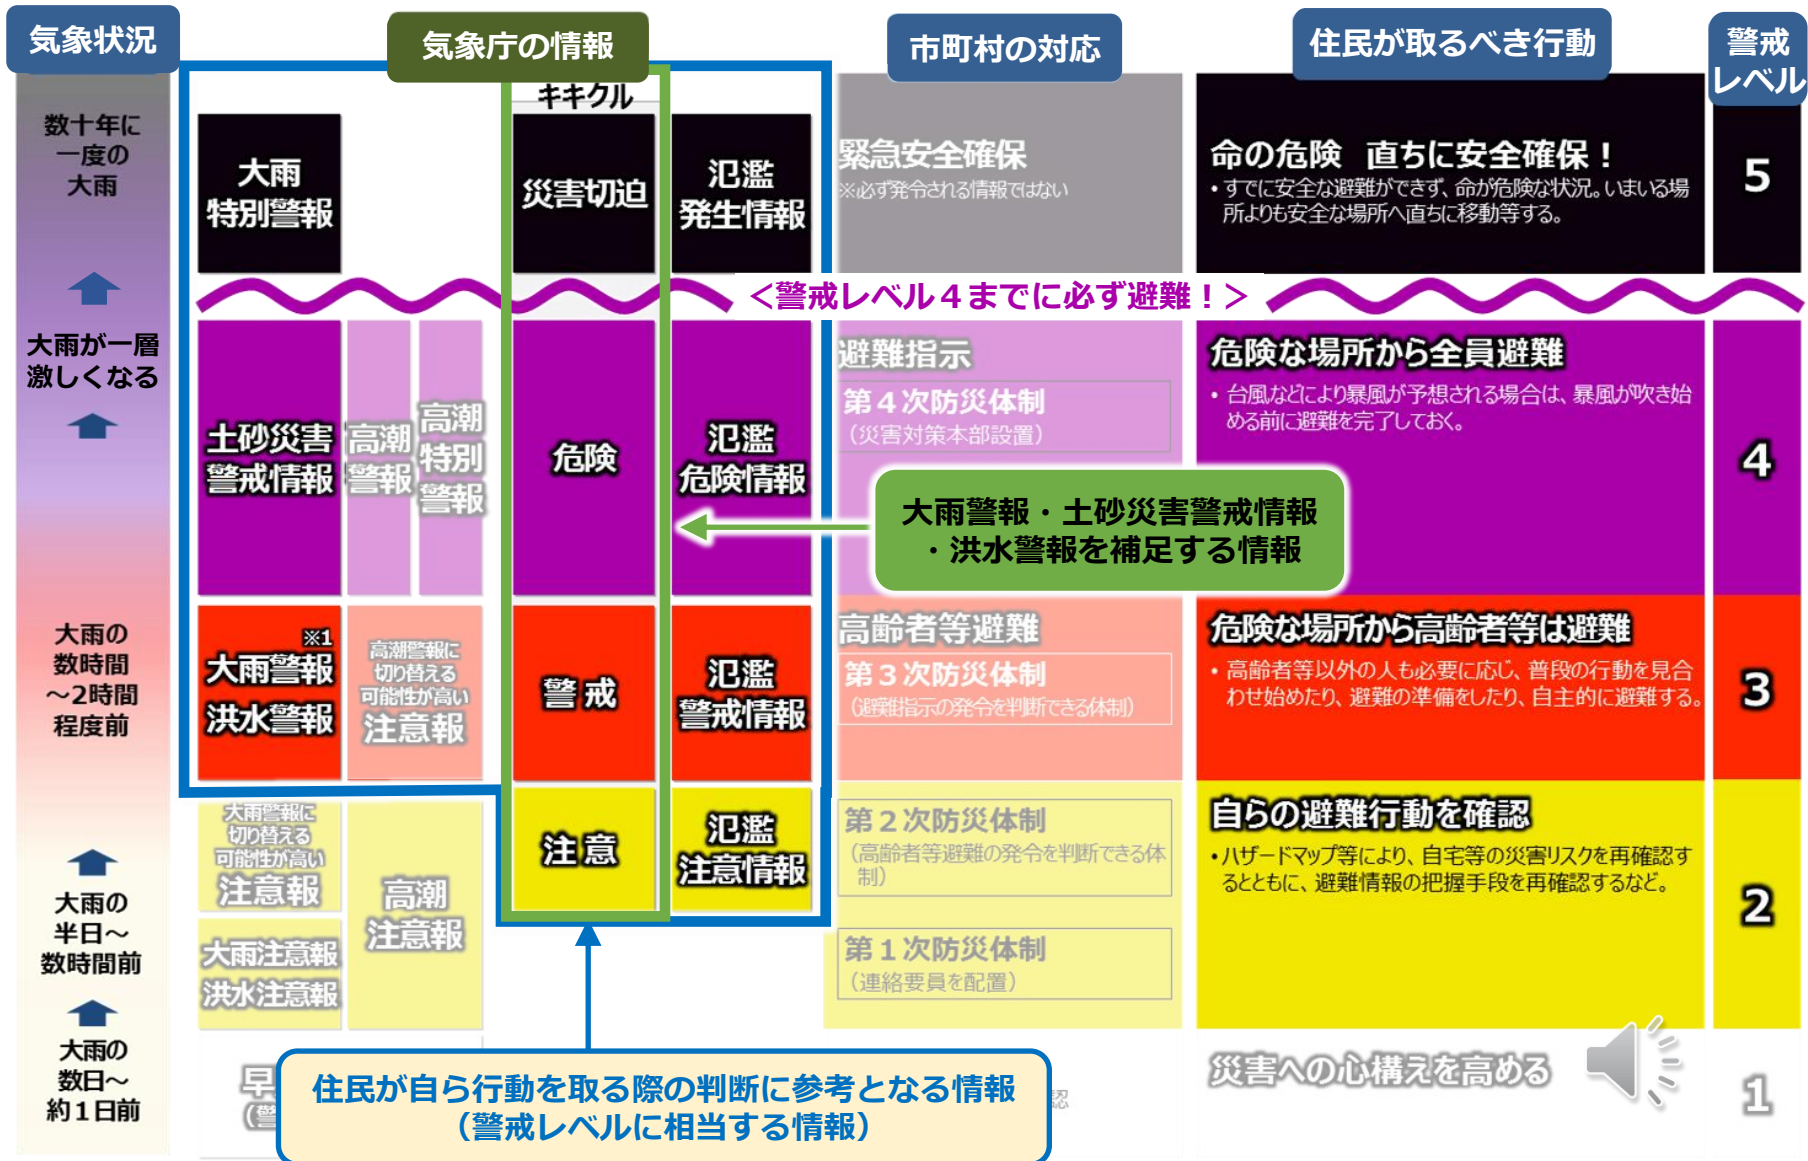 気象状況
気象庁の情報
市町村の対応
住民が取るべき行動
警戒
レベル
数十年に
一度の
大雨
大雨
特別警報
キキクル
災害切迫
氾濫
発生情報
緊急安全確保
※必ず発令される情報ではない
命の危険 直ちに安全確保！
・すでに安全な避難ができず、命が危険な状況。いまいる場
所よりも安全な場所へ直ちに移動等する。
5
＜警戒レベル４までに必ず避難！＞
大雨が一層
激しくなる
土砂災害
警戒情報
高潮
警報
高潮
特別
警報
危険
氾濫
危険情報
避難指示
第４次防災体制
（災害対策本部設置）
危険な場所から全員避難
・台風などにより暴風が予想される場合は、暴風が吹き始
める前に避難を完了しておく。
4
大雨警報・土砂災害警戒情報
・洪水警報を補足する情報
大雨の
数時間
～2時間
程度前
※1
大雨警報
洪水警報
高潮警報に
切り替える
可能性が高い
注意報
警戒
氾濫
警戒情報
高齢者等避難
第３次防災体制
（避難指示の発令を判断できる体制）
危険な場所から高齢者等は避難
・高齢者等以外の人も必要に応じ、普段の行動を見合
わせ始めたり、避難の準備をしたり、自主的に避難する。
3
大雨の
半日～
数時間前
大雨警報に
切り替える
可能性が高い
注意報
大雨注意報
洪水注意報
高潮
注意報
注意
氾濫
注意情報
第２次防災体制
（高齢者等避難の発令を判断できる体
制）
第１次防災体制
（連絡要員を配置）
自らの避難行動を確認
・ハザードマップ等により、自宅等の災害リスクを再確認す
るとともに、避難情報の把握手段を再確認するなど。
2
大雨の
数日～
約１日前
早
（警
住民が自ら行動を取る際の判断に参考となる情報
（警戒レベルに相当する情報）
認
災害への心構えを高める
1